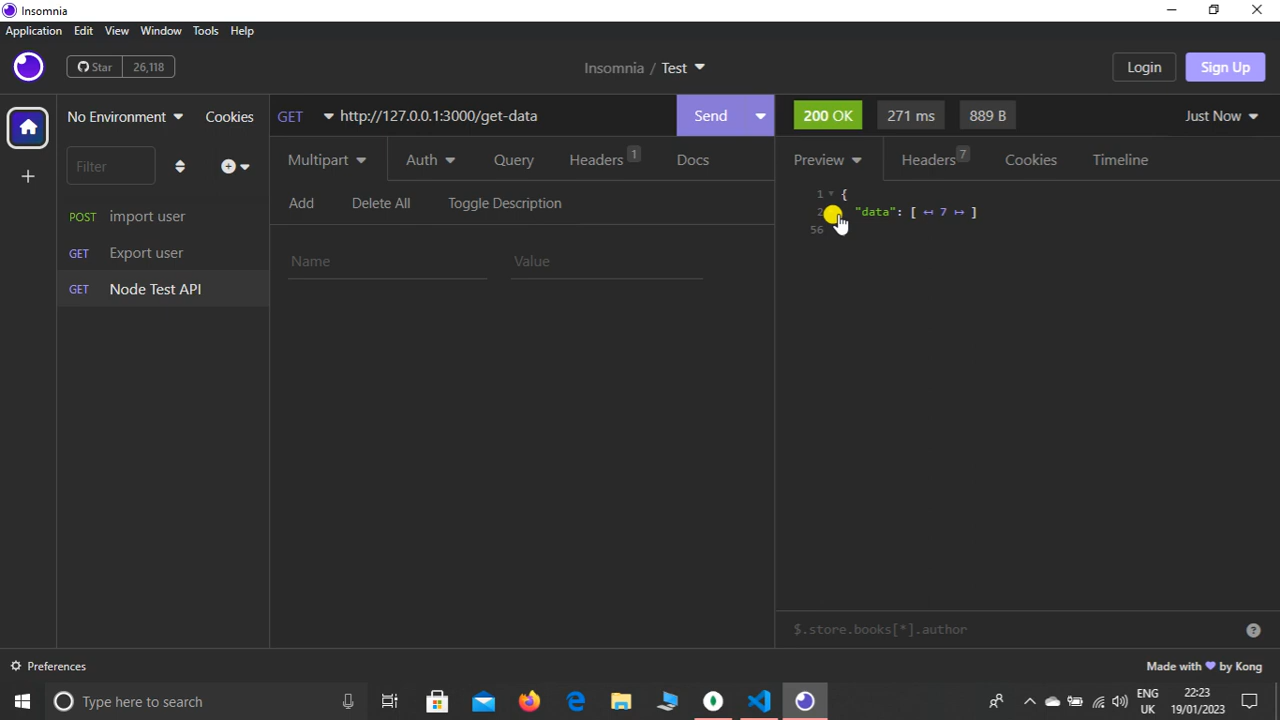 Insomnia
Application Edit View Window Tools Help
Star 26,118
Insomnia / Test
Login Sign Up
No Environment Cookies
GET http://127.0.0.1:3000/get-data Send
200 OK 271 ms 889 B Just Now
Filter
Multipart Auth Query Headers 1 Docs
Preview Headers 7 Cookies Timeline
Add Delete All Toggle Description
POST import user
GET Export user
GET Node Test API
Name Value
1 {
2 "data": [ ↤ 7 ↦ ]
56
$.store.books[*].author ?
Preferences
Made with 💜 by Kong
Type here to search
ENG
UK
22:23
19/01/2023